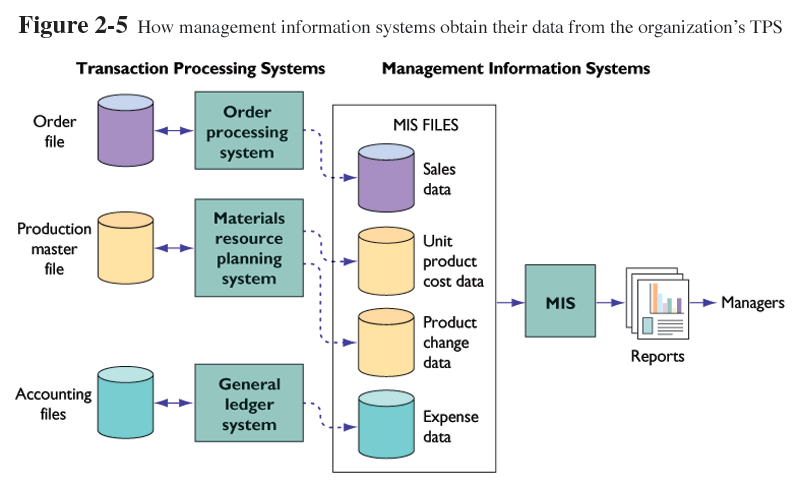 Figure 2-5 How management information systems obtain their data from the organization's TPS
Transaction Processing Systems
Management Information Systems
Order
file
Order
processing
system
MIS FILES
Sales
data
Production
master
file
Materials
resource
planning
system
Unit
product
cost data
Product
change
data
MIS
Reports
Managers
Accounting
files
General
ledger
system
Expense
data